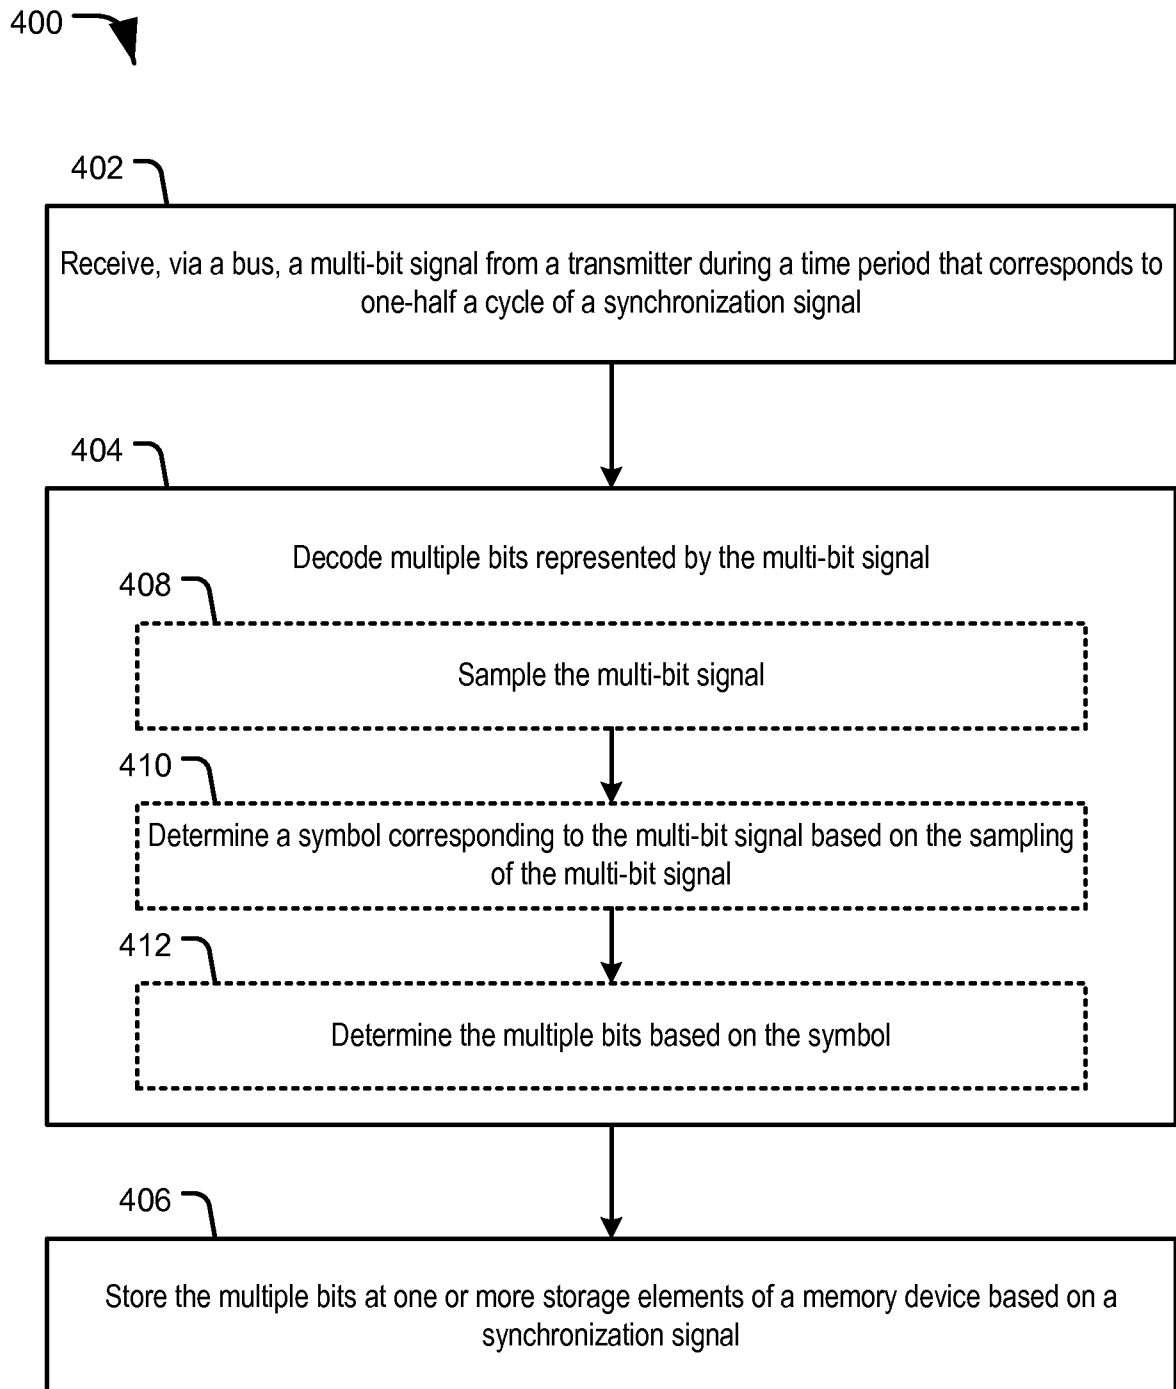 400
402
Receive, via a bus, a multi-bit signal from a transmitter during a time period that corresponds to
one-half a cycle of a synchronization signal
404
Decode multiple bits represented by the multi-bit signal
408
Sample the multi-bit signal
410
Determine a symbol corresponding to the multi-bit signal based on the sampling
of the multi-bit signal
412
Determine the multiple bits based on the symbol
406
Store the multiple bits at one or more storage elements of a memory device based on a
synchronization signal